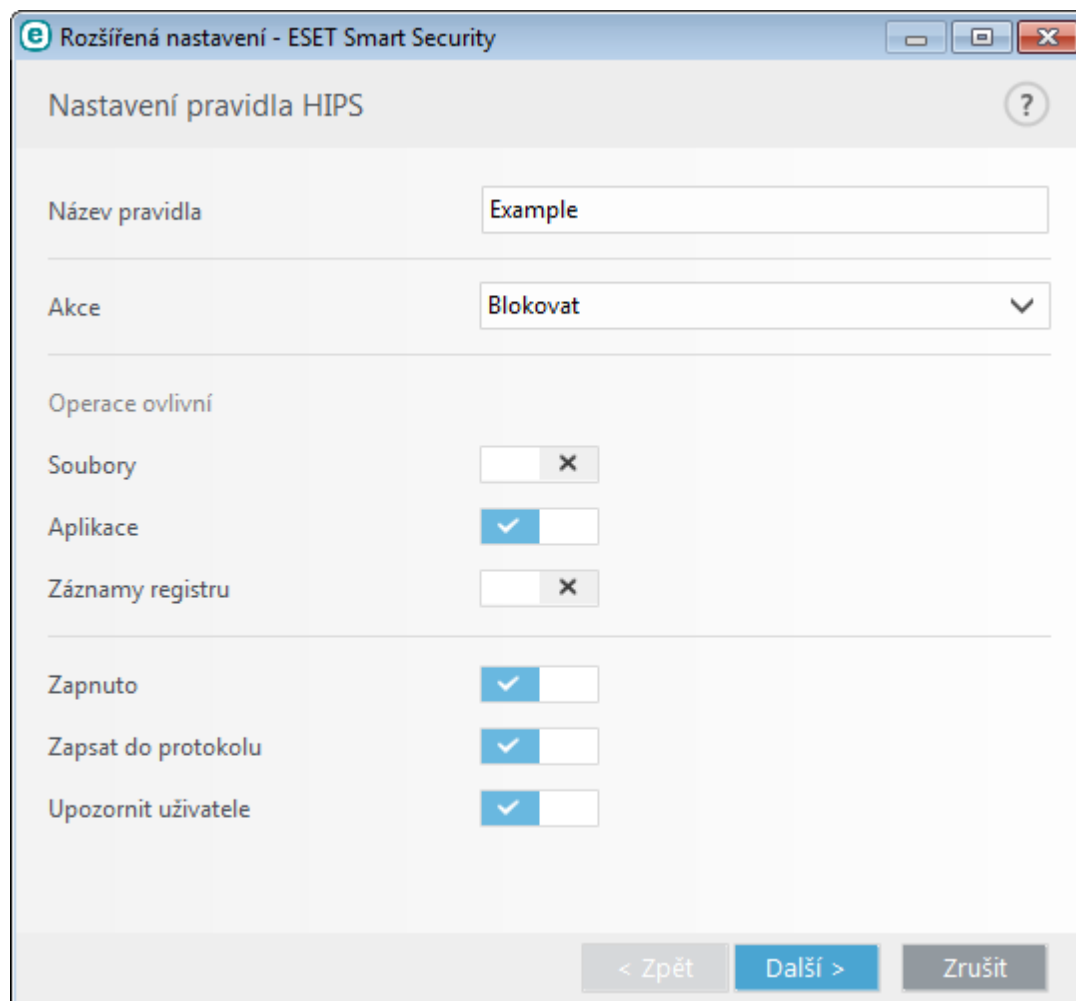 e Rozšířená nastavení - ESET Smart Security
Nastavení pravidla HIPS
?
Název pravidla Example
Akce Blokovat
Operace ovlivní
Soubory
Aplikace
Záznamy registru
Zapnuto
Zapsat do protokolu
Upozornit uživatele
< Zpět Další > Zrušit